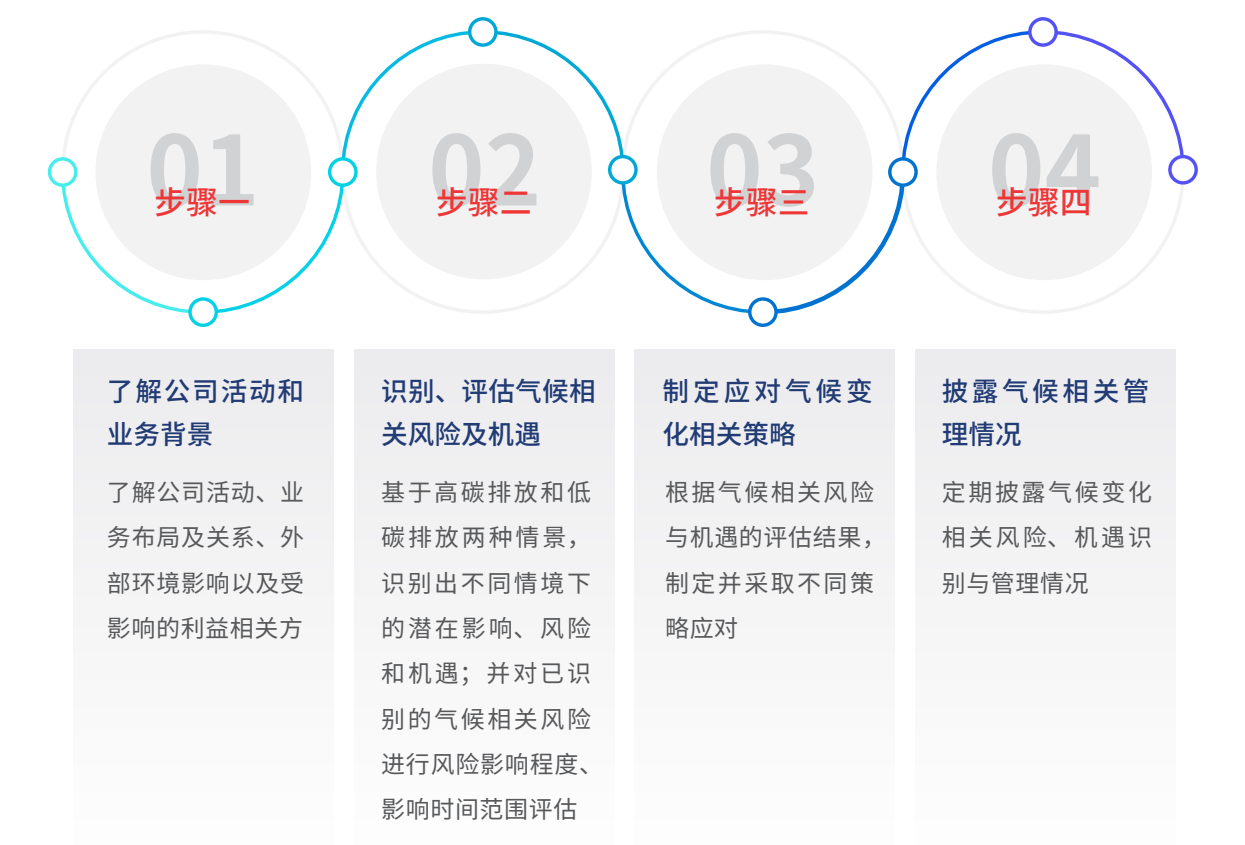 01
步骤一
02
步骤二
03
步骤三
04
步骤四
了解公司活动和
业务背景
了解公司活动、业
务布局及关系、外
部环境影响以及受
影响的利益相关方
识别、评估气候相
关风险及机遇
基于高碳排放和低
碳排放两种情景，
识别出不同情境下
的潜在影响、风险
和机遇；并对已识
别的气候相关风险
进行风险影响程度、
影响时间范围评估
制定应对气候变
化相关策略
根据气候相关风险
与机遇的评估结果，
制定并采取不同策
略应对
披露气候相关管
理情况
定期披露气候变化
相关风险、机遇识
别与管理情况